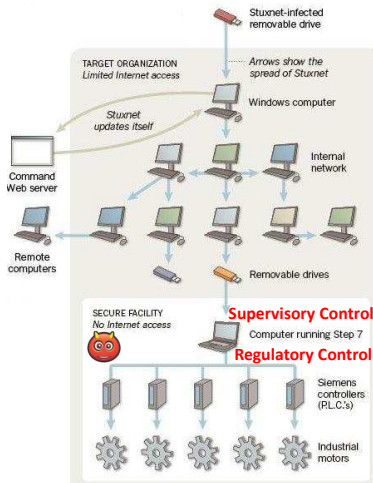 Stuxnet-infected
removable drive
TARGET ORGANIZATION
Limited Internet access
Arrows show the
spread of Stuxnet
Windows computer
Stuxnet
updates itself
Command
Web server
Internal
network
Remote
computers
Removable drives
SECURE FACILITY
No Internet access
Supervisory Control
Computer running Step 7
Regulatory Control
Siemens
controllers
(P.L.C.'s)
Industrial
motors